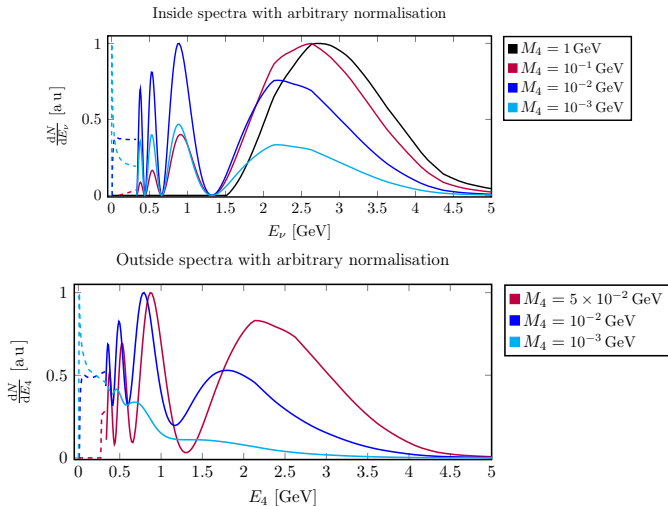 Inside spectra with arbitrary normalisation
1
0.5
0
dN/dEν [a u]
0 0.5 1 1.5 2 2.5 3 3.5 4 4.5 5
Eν [GeV]
M4 = 1 GeV
M4 = 10⁻¹ GeV
M4 = 10⁻² GeV
M4 = 10⁻³ GeV
Outside spectra with arbitrary normalisation
1
0.5
0
dN/dE4 [a u]
0 0.5 1 1.5 2 2.5 3 3.5 4 4.5 5
E4 [GeV]
M4 = 5 × 10⁻² GeV
M4 = 10⁻² GeV
M4 = 10⁻³ GeV